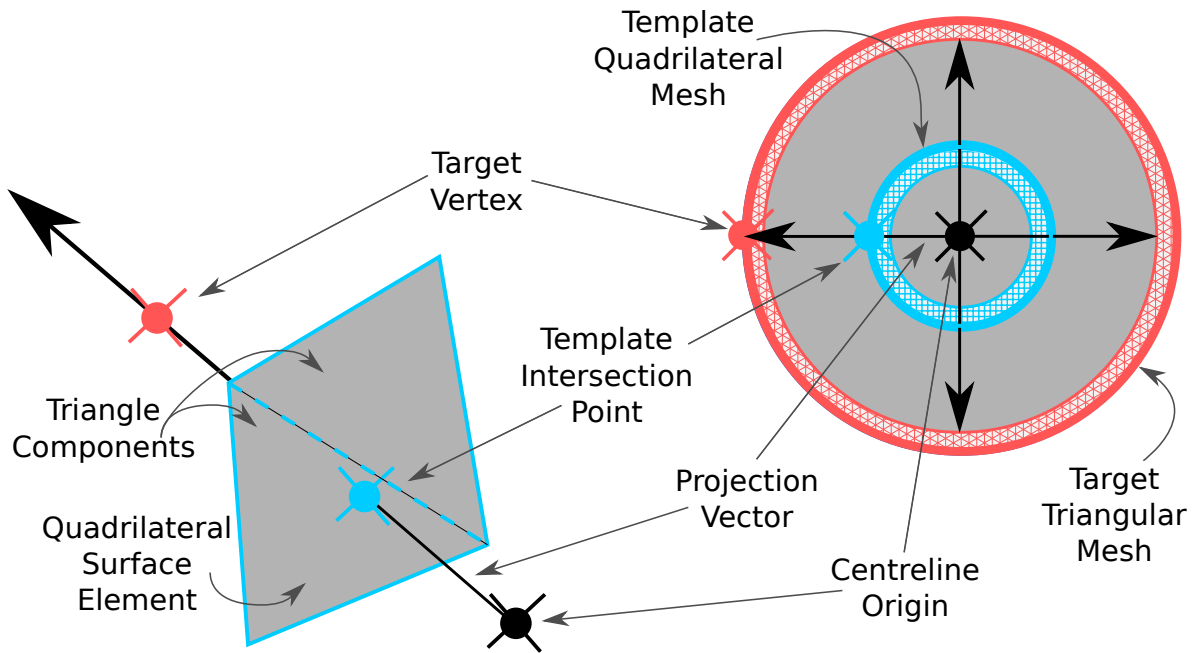 Template
Quadrilateral
Mesh
Target
Vertex
Template
Intersection
Point
Triangle
Components
Projection
Vector
Target
Triangular
Mesh
Quadrilateral
Surface
Element
Centreline
Origin